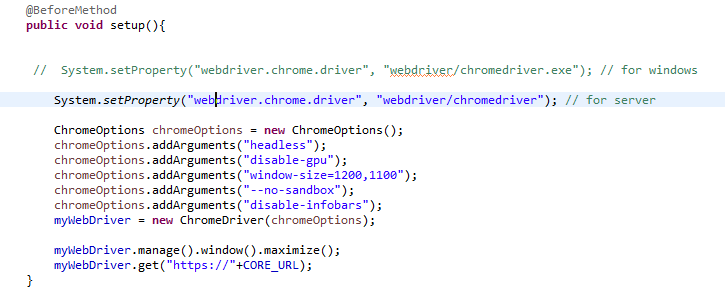 @BeforeMethod
public void setup(){
//  System.setProperty("webdriver.chrome.driver", "webdriver/chromedriver.exe"); // for windows
System.setProperty("webdriver.chrome.driver", "webdriver/chromedriver"); // for server
ChromeOptions chromeOptions = new ChromeOptions();
chromeOptions.addArguments("headless");
chromeOptions.addArguments("disable-gpu");
chromeOptions.addArguments("window-size=1200,1100");
chromeOptions.addArguments("--no-sandbox");
chromeOptions.addArguments("disable-infobars");
myWebDriver = new ChromeDriver(chromeOptions);
myWebDriver.manage().window().maximize();
myWebDriver.get("https://"+CORE_URL);
}